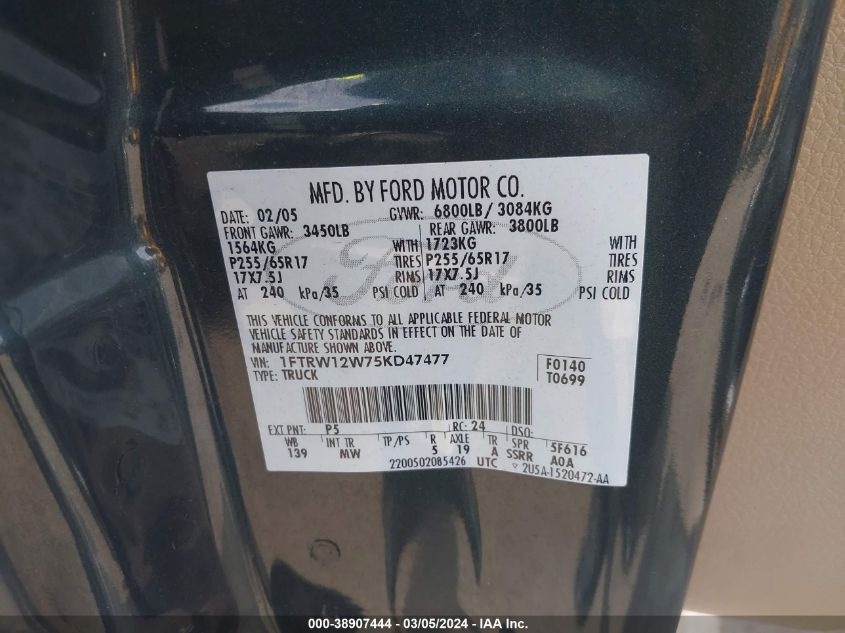 MFD. BY FORD MOTOR CO.
DATE: 02/05 GVWR: 6800LB/ 3084KG
FRONT GAWR: 3450LB REAR GAWR: 3800LB
1564KG WITH 1723KG WITH
P255/65R17 TIRES P255/65R17 TIRES
17X7.5J RIMS 17X7.5J RIMS
AT 240 kPa/35 PSI COLD AT 240 kPa/35 PSI COLD
Ford
THIS VEHICLE CONFORMS TO ALL APPLICABLE FEDERAL MOTOR
VEHICLE SAFETY STANDARDS IN EFFECT ON THE DATE OF
MANUFACTURE SHOWN ABOVE.
VIN: 1FTRW12W75KD47477 F0140
TYPE: TRUCK T0699
EXT PNT: P5 RC: 24 DSO:
WB INT TR TP/PS R AXLE TR SPR 5F616
139 MW 5 19 A SSRR A0A
2200502085426 UTC ▽ 2U5A-1520472-AA
000-38907444 - 03/05/2024 - IAA Inc.